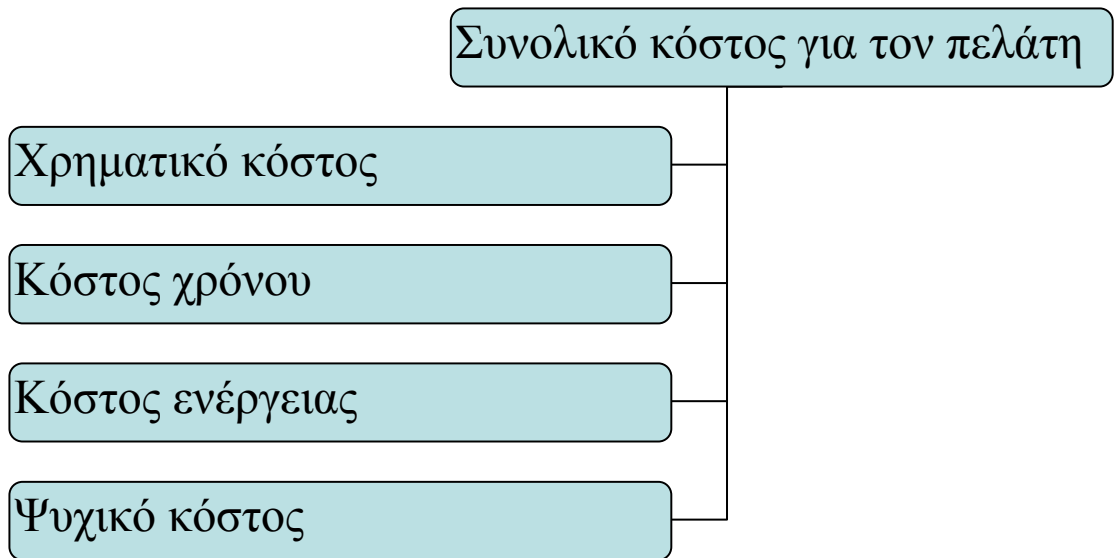 Συνολικό κόστος για τον πελάτη
Χρηματικό κόστος
Κόστος χρόνου
Κόστος ενέργειας
Ψυχικό κόστος